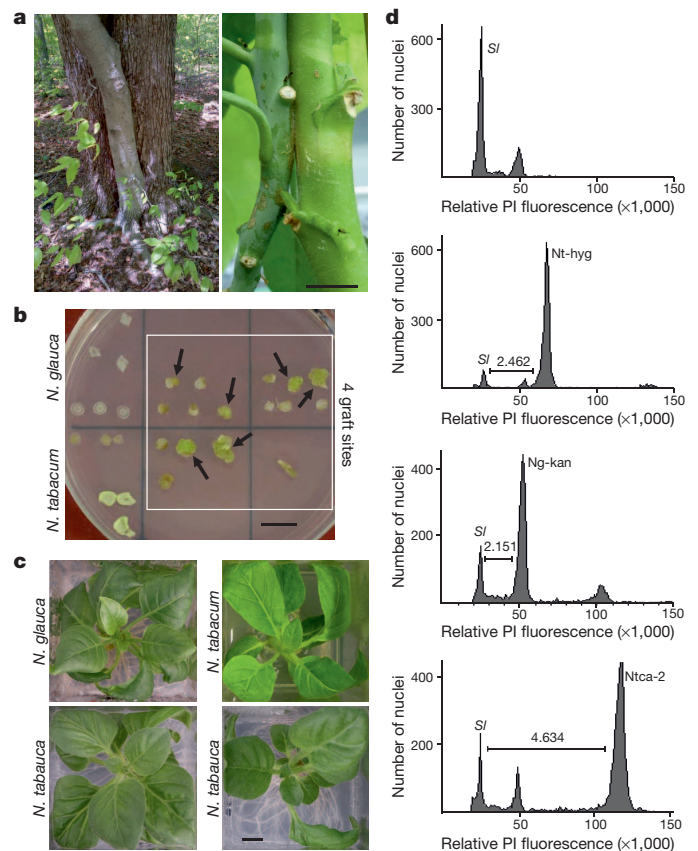 a
b
N. glauca
N. tabacum
4 graft sites
c
N. glauca
N. tabacum
N. tabauca
N. tabauca
d
Number of nuclei
600
300
Sl
50
100
150
Relative PI fluorescence (×1,000)
Number of nuclei
600
300
Sl
2.462
Nt-hyg
50
100
150
Relative PI fluorescence (×1,000)
Number of nuclei
400
200
Sl
2.151
Ng-kan
50
100
150
Relative PI fluorescence (×1,000)
Number of nuclei
400
200
Sl
4.634
Ntca-2
50
100
150
Relative PI fluorescence (×1,000)